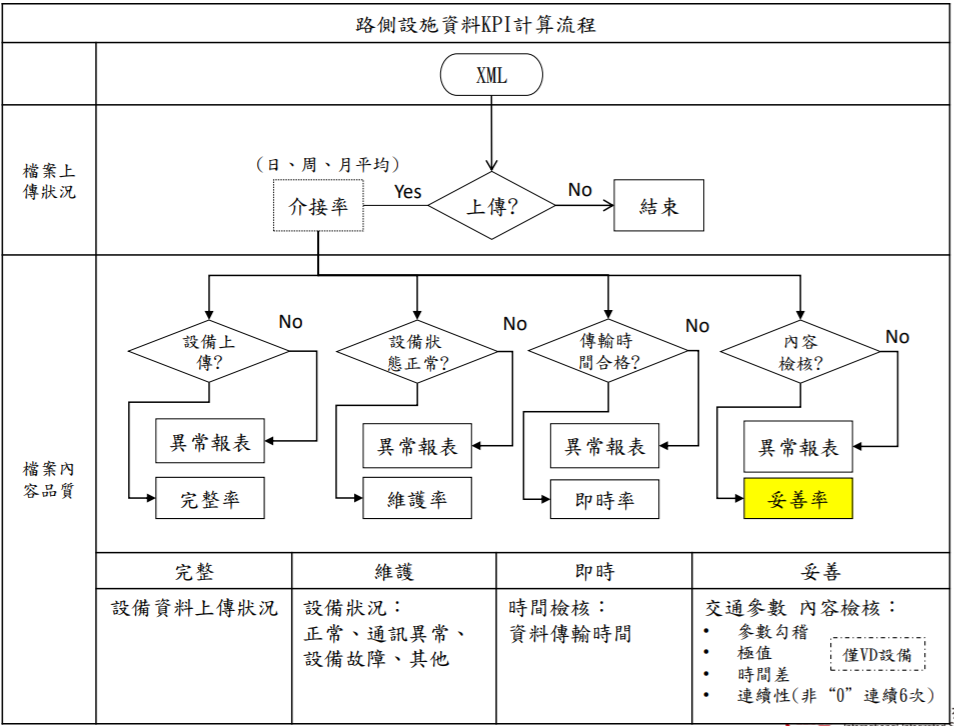 路側設施資料KPI計算流程
XML
檔案上
傳狀況
(日、周、月平均)
介接率
Yes
上傳?
No
結束
檔案內
容品質
設備上
傳?
No
設備狀
態正常?
No
傳輸時
間合格?
No
內容
檢核?
No
異常報表
異常報表
異常報表
異常報表
完整率
維護率
即時率
妥善率
完整
維護
即時
妥善
設備資料上傳狀況
設備狀況：
正常、通訊異常、
設備故障、其他
時間檢核：
資料傳輸時間
交通參數 內容檢核：
• 參數勾稽
• 極值
• 時間差
• 連續性(非“0”連續6次)
僅VD設備